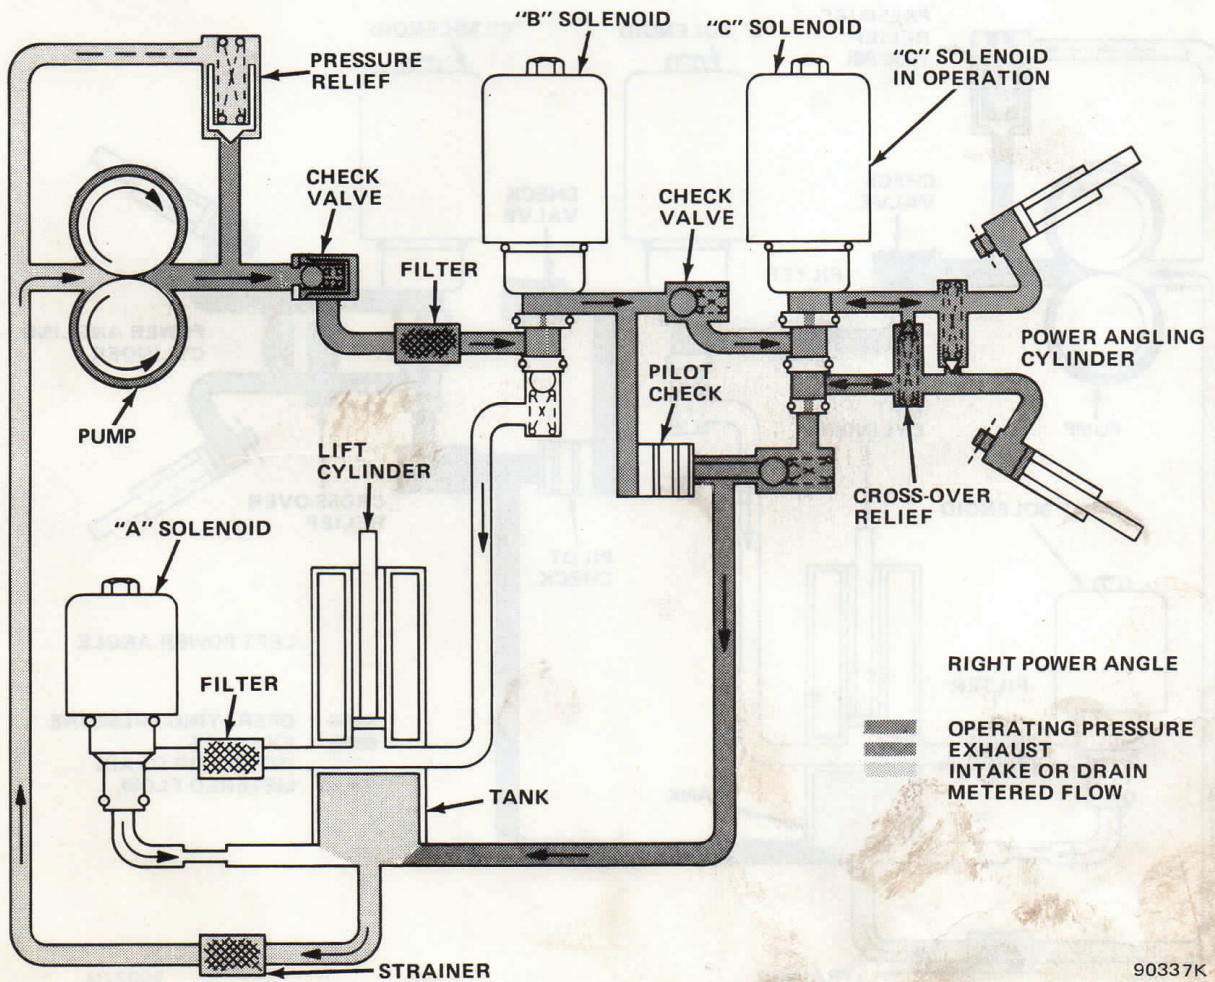 "B" SOLENOID
"C" SOLENOID
"C" SOLENOID
IN OPERATION
PRESSURE
RELIEF
CHECK
VALVE
FILTER
CHECK
VALVE
POWER ANGLING
CYLINDER
PILOT
CHECK
PUMP
LIFT
CYLINDER
CROSS-OVER
RELIEF
"A" SOLENOID
RIGHT POWER ANGLE
FILTER
OPERATING PRESSURE
EXHAUST
INTAKE OR DRAIN
METERED FLOW
TANK
STRAINER
90337K